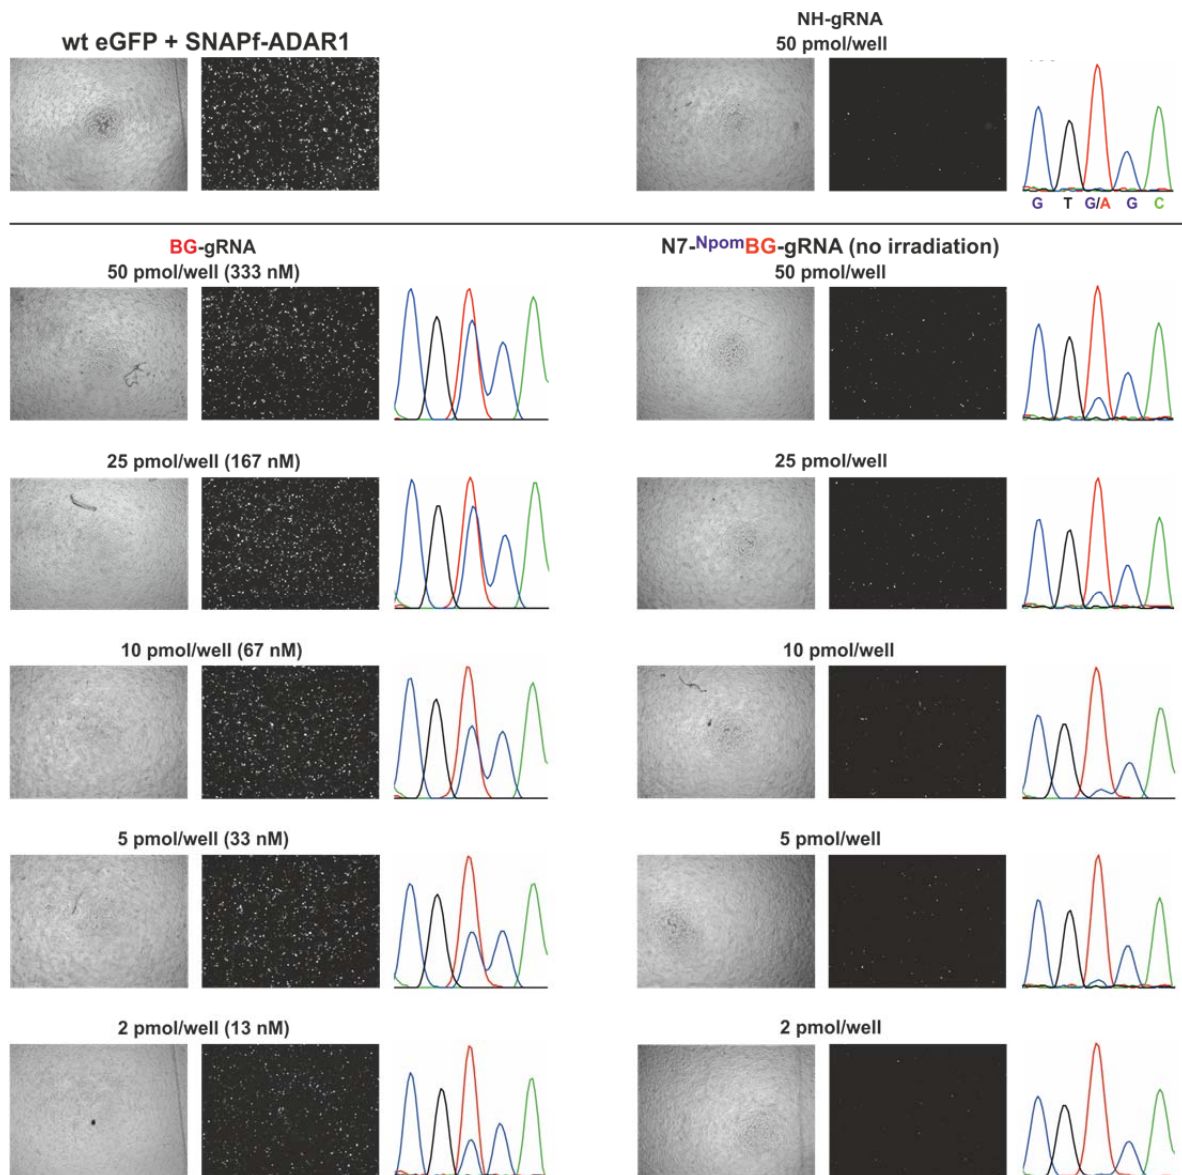 wt eGFP + SNAPf-ADAR1
NH-gRNA
50 pmol/well
G T G/A G C
BG-gRNA
50 pmol/well (333 nM)
N7-NpomBG-gRNA (no irradiation)
50 pmol/well
25 pmol/well (167 nM)
25 pmol/well
10 pmol/well (67 nM)
10 pmol/well
5 pmol/well (33 nM)
5 pmol/well
2 pmol/well (13 nM)
2 pmol/well